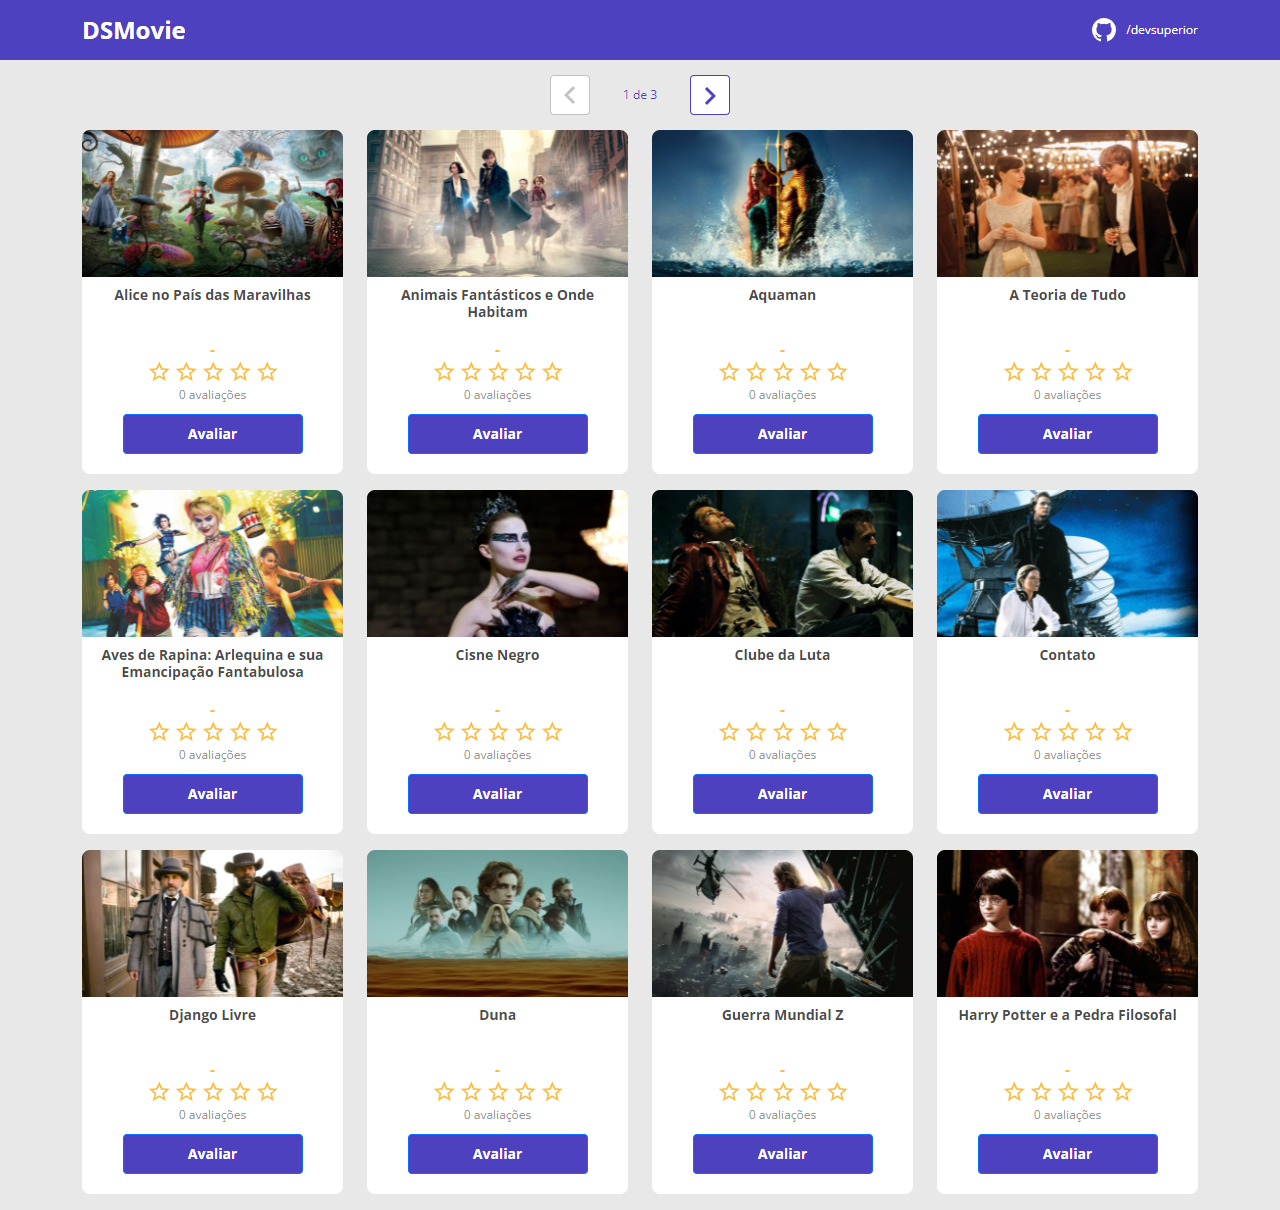 DSMovie
/devsuperior
1 de 3
Alice no País das Maravilhas
-
0 avaliações
Avaliar
Animais Fantásticos e Onde
Habitam
-
0 avaliações
Avaliar
Aquaman
-
0 avaliações
Avaliar
A Teoria de Tudo
-
0 avaliações
Avaliar
Aves de Rapina: Arlequina e sua
Emancipação Fantabulosa
-
0 avaliações
Avaliar
Cisne Negro
-
0 avaliações
Avaliar
Clube da Luta
-
0 avaliações
Avaliar
Contato
-
0 avaliações
Avaliar
Django Livre
-
0 avaliações
Avaliar
Duna
-
0 avaliações
Avaliar
Guerra Mundial Z
-
0 avaliações
Avaliar
Harry Potter e a Pedra Filosofal
-
0 avaliações
Avaliar